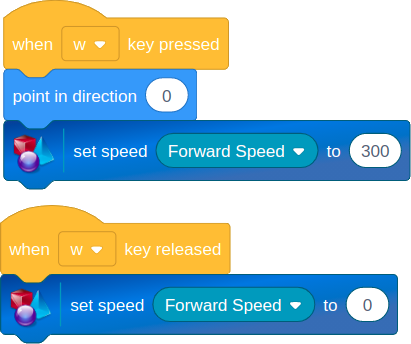 when w key pressed
point in direction 0
set speed Forward Speed to 300
when w key released
set speed Forward Speed to 0